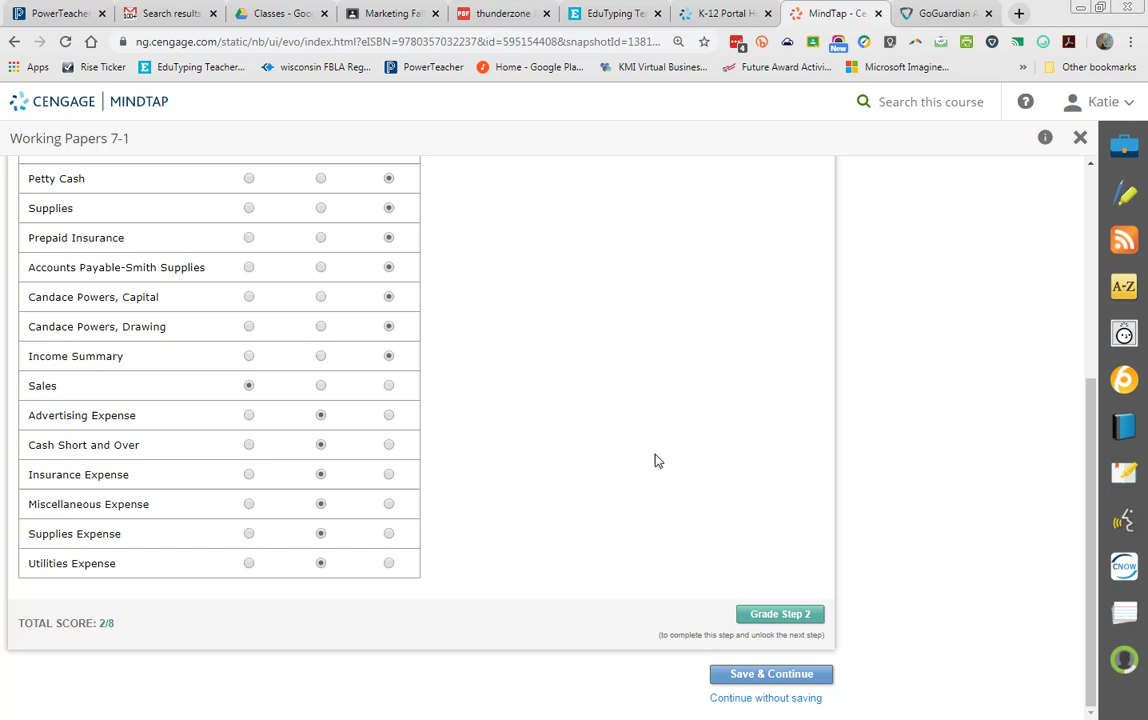 PowerTeacher
Search results
Classes - Goo
Marketing Fai
thunderzone.
EduTyping Te
K-12 Portal H
MindTap - Ce
GoGuardian A
ng.cengage.com/static/nb/ui/evo/index.html?eISBN=9780357032237&id=595154408&snapshotId=1381...
4
New
Apps
Rise Ticker
EduTyping Teacher...
wisconsin FBLA Reg...
PowerTeacher
Home - Google Pla...
KMI Virtual Busines...
Future Award Activi...
Microsoft Imagine...
»
Other bookmarks
CENGAGE | MINDTAP
Search this course
Katie
Working Papers 7-1
Petty Cash
Supplies
Prepaid Insurance
Accounts Payable-Smith Supplies
Candace Powers, Capital
Candace Powers, Drawing
Income Summary
Sales
Advertising Expense
Cash Short and Over
Insurance Expense
Miscellaneous Expense
Supplies Expense
Utilities Expense
TOTAL SCORE: 2/8
Grade Step 2
(to complete this step and unlock the next step)
Save & Continue
Continue without saving
A-Z
CNOW